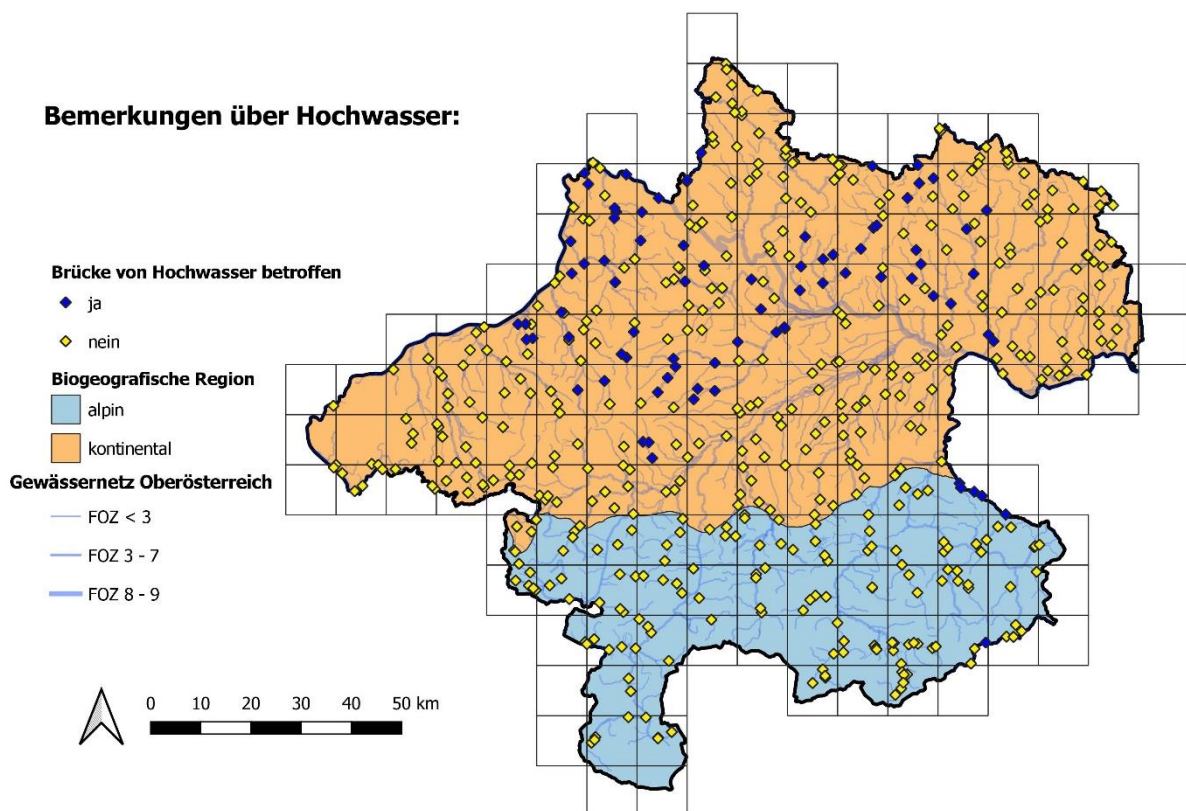 Bemerkungen über Hochwasser:
Brücke von Hochwasser betroffen
ja
nein
Biogeografische Region
alpin
kontinental
Gewässernetz Oberösterreich
FOZ < 3
FOZ 3 - 7
FOZ 8 - 9
0 10 20 30 40 50 km